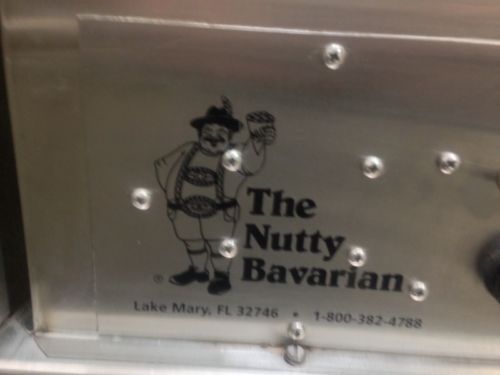 The
Nutty
Bavarian
®
Lake Mary, FL 32746 • 1-800-382-4788